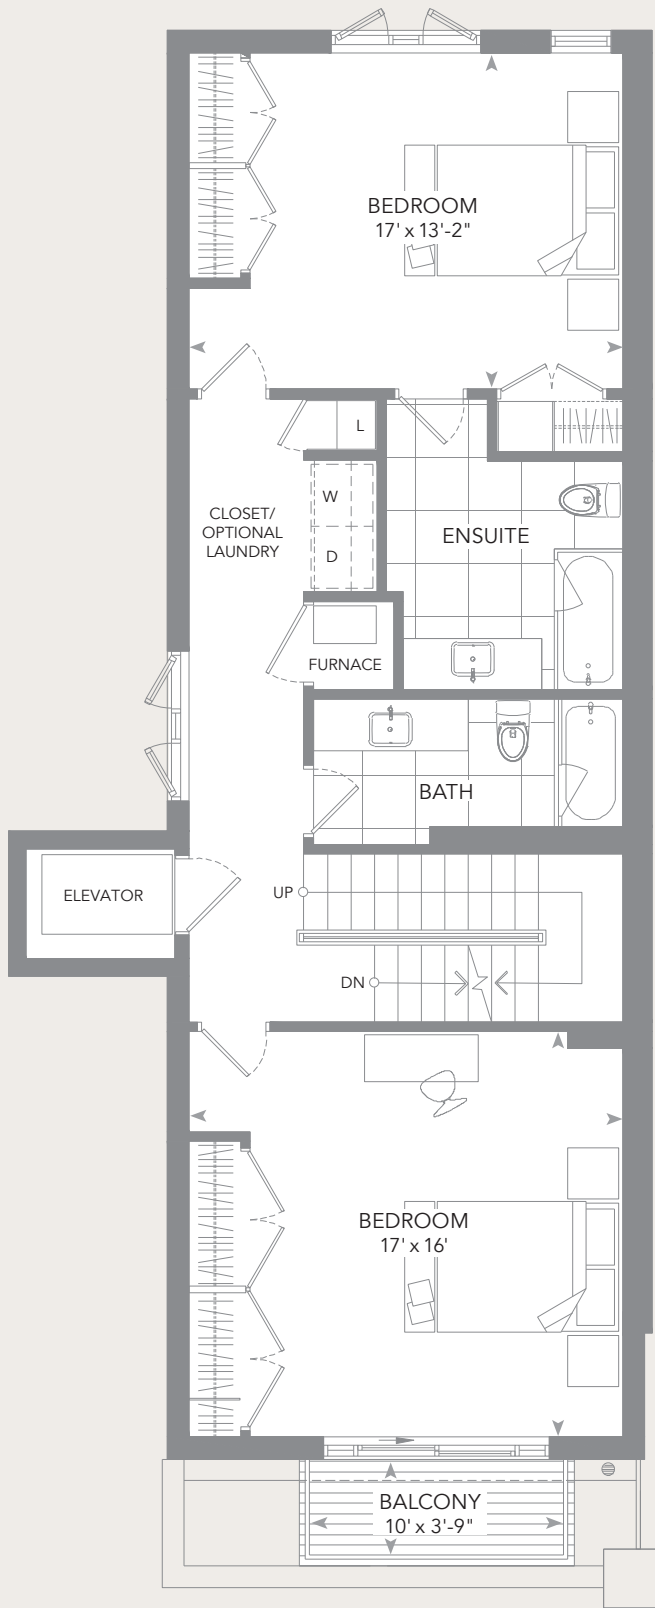 BEDROOM
17' x 13'-2"
L
W
CLOSET/
OPTIONAL
LAUNDRY
D
ENSUITE
FURNACE
BATH
ELEVATOR
UP
DN
BEDROOM
17' x 16'
BALCONY
10' x 3'-9"